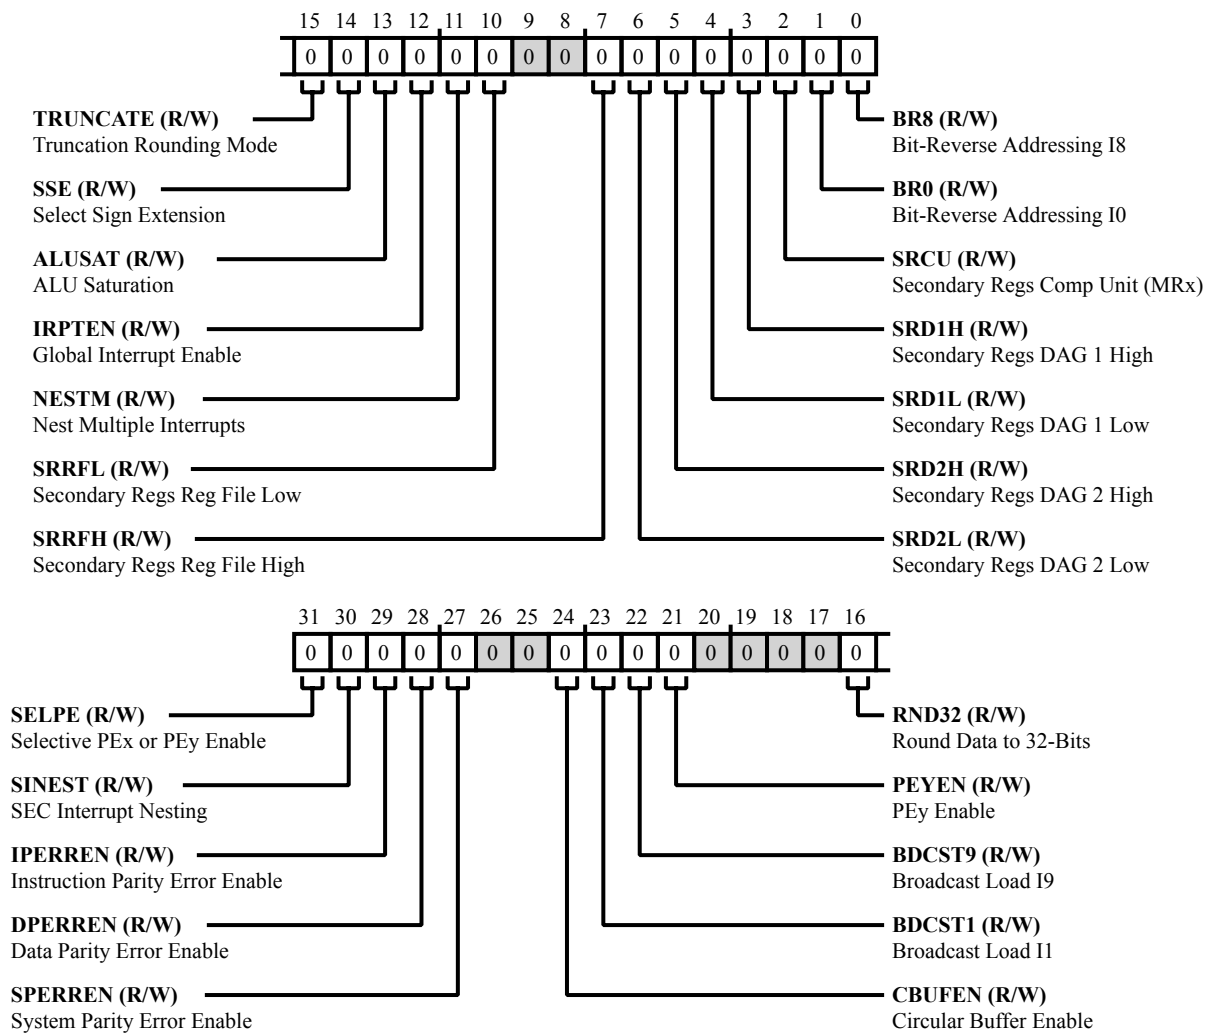 15 14 13 12 11 10 9 8 7 6 5 4 3 2 1 0
0 0 0 0 0 0 0 0 0 0 0 0 0 0 0 0
TRUNCATE (R/W)
Truncation Rounding Mode
SSE (R/W)
Select Sign Extension
ALUSAT (R/W)
ALU Saturation
IRPTEN (R/W)
Global Interrupt Enable
NESTM (R/W)
Nest Multiple Interrupts
SRRFL (R/W)
Secondary Regs Reg File Low
SRRFH (R/W)
Secondary Regs Reg File High
BR8 (R/W)
Bit-Reverse Addressing I8
BR0 (R/W)
Bit-Reverse Addressing I0
SRCU (R/W)
Secondary Regs Comp Unit (MRx)
SRD1H (R/W)
Secondary Regs DAG 1 High
SRD1L (R/W)
Secondary Regs DAG 1 Low
SRD2H (R/W)
Secondary Regs DAG 2 High
SRD2L (R/W)
Secondary Regs DAG 2 Low
31 30 29 28 27 26 25 24 23 22 21 20 19 18 17 16
0 0 0 0 0 0 0 0 0 0 0 0 0 0 0 0
SELPE (R/W)
Selective PEx or PEy Enable
SINEST (R/W)
SEC Interrupt Nesting
IPERREN (R/W)
Instruction Parity Error Enable
DPERREN (R/W)
Data Parity Error Enable
SPERREN (R/W)
System Parity Error Enable
RND32 (R/W)
Round Data to 32-Bits
PEYEN (R/W)
PEy Enable
BDCST9 (R/W)
Broadcast Load I9
BDCST1 (R/W)
Broadcast Load I1
CBUFEN (R/W)
Circular Buffer Enable